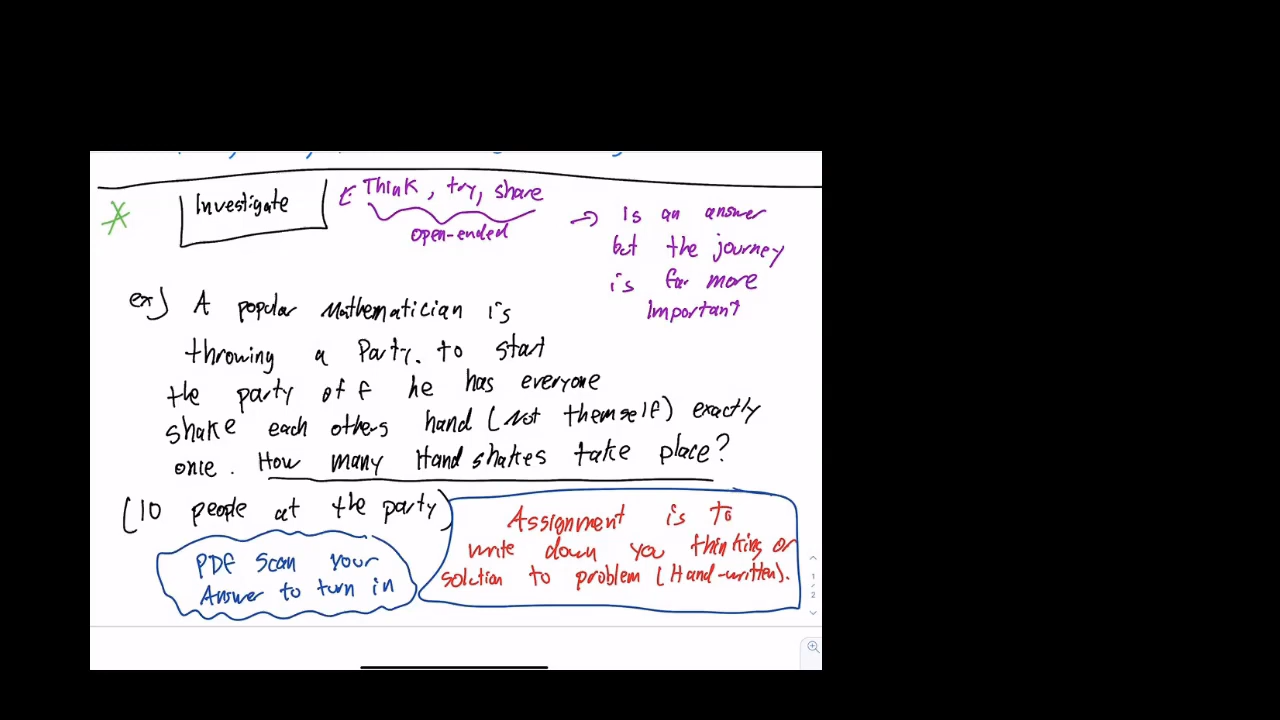 Investigate
Think, try, share
open-ended
→ is an answer
but the journey
is far more
important
ex) A popular Mathematician is
throwing a Party. to start
the party off he has everyone
shake each others hand (not themself) exactly
once. How many Handshakes take place?
(10 people at the party)
Assignment is to
write down you thinking or
solution to problem (Hand-written).
PDF scan your
Answer to turn in
1
2